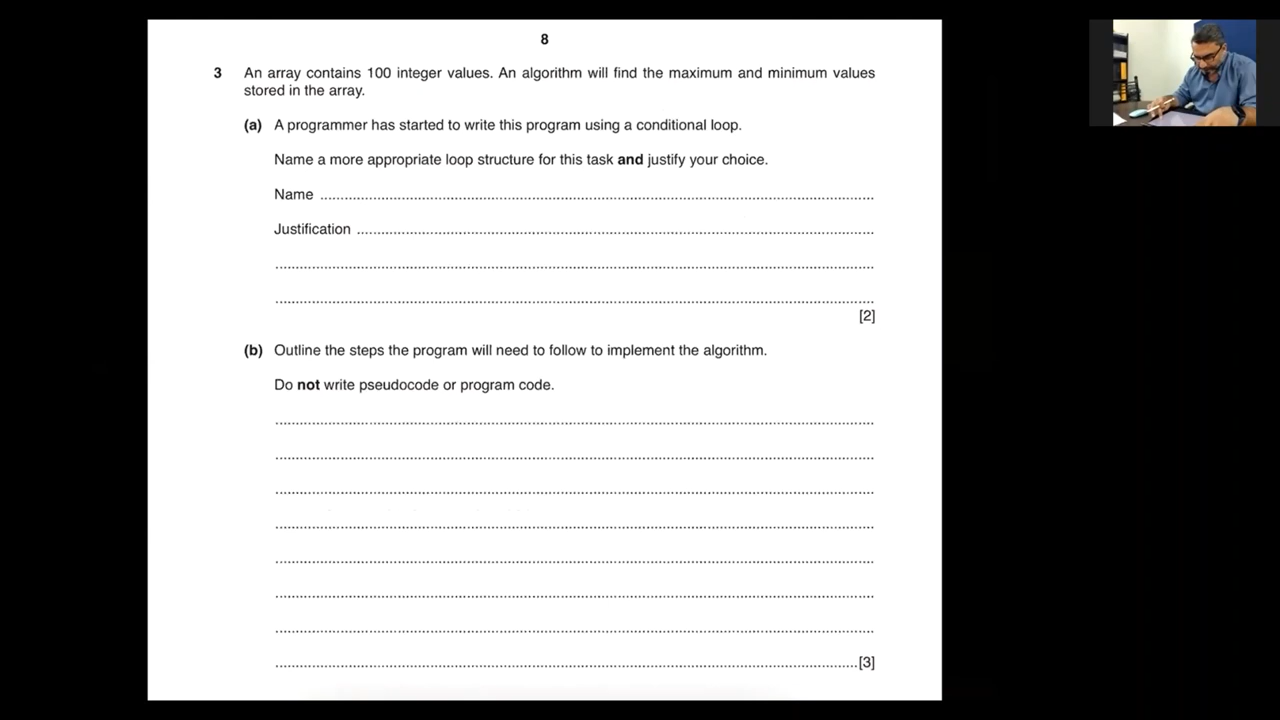 8
3 An array contains 100 integer values. An algorithm will find the maximum and minimum values
stored in the array.
(a) A programmer has started to write this program using a conditional loop.
Name a more appropriate loop structure for this task and justify your choice.
Name ........................................................................
Justification ........................................................................
........................................................................
........................................................................
[2]
(b) Outline the steps the program will need to follow to implement the algorithm.
Do not write pseudocode or program code.
........................................................................
........................................................................
........................................................................
........................................................................
........................................................................
........................................................................
........................................................................
........................................................................[3]